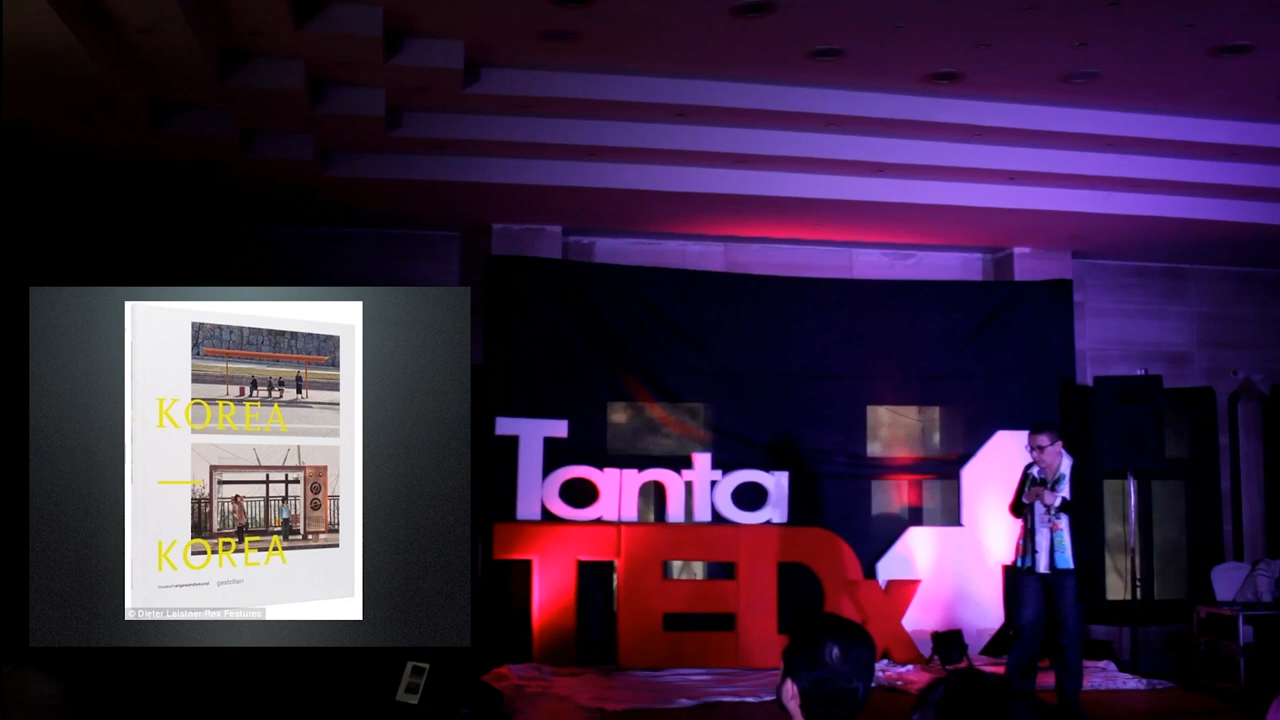 KOREA
—
KOREA
museumangewandtekunst gestalten
© Dieter Leistner/Rex Features
Tanta
TEDx